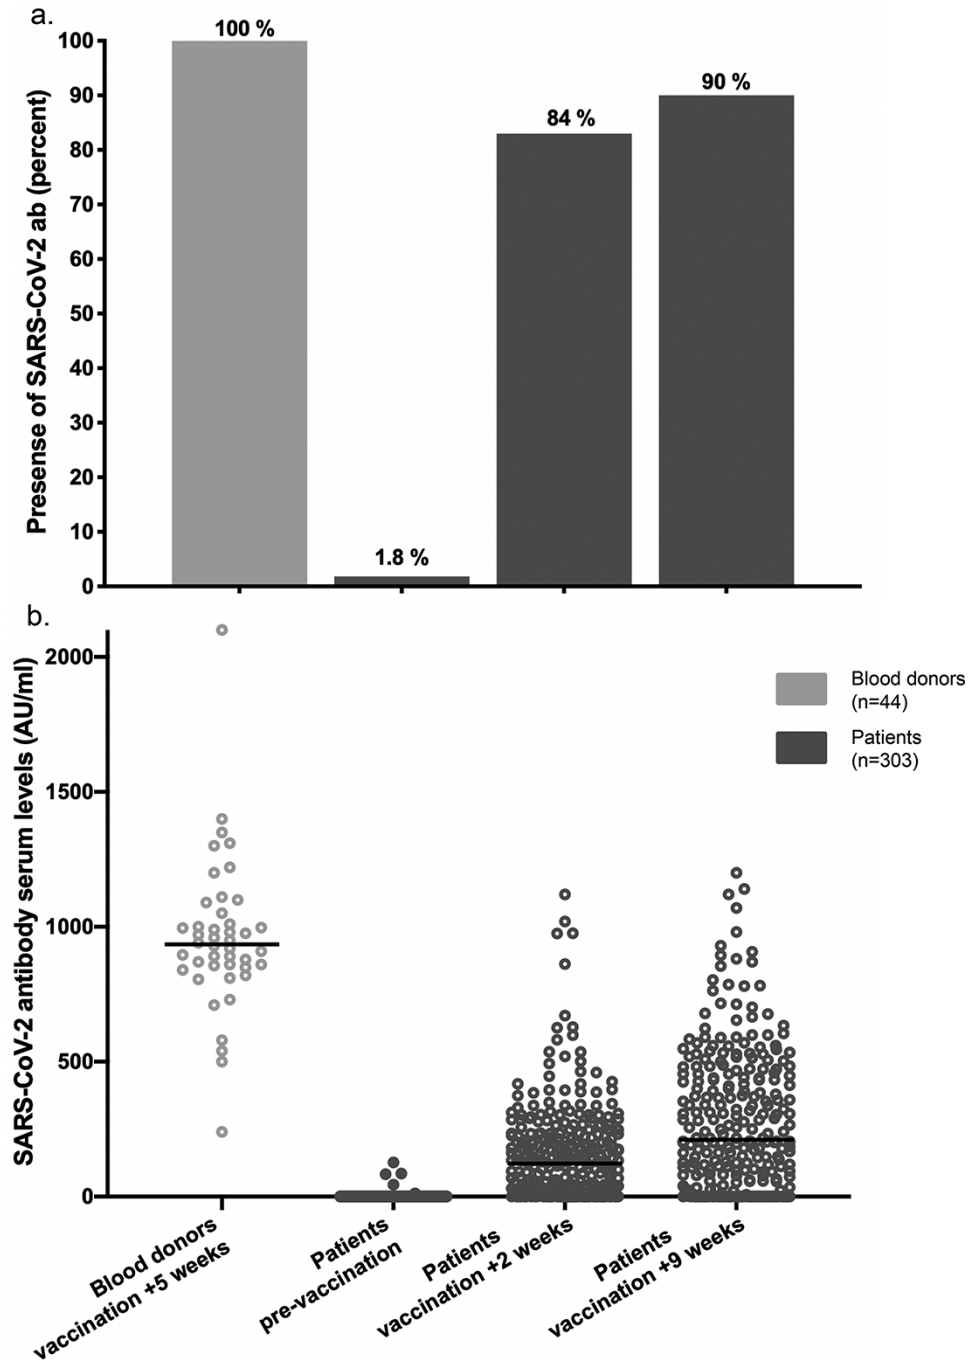 a.
Presense of SARS-CoV-2 ab (percent)
100
90
80
70
60
50
40
30
20
10
0
100 %
1.8 %
84 %
90 %
b.
SARS-CoV-2 antibody serum levels (AU/ml)
2000
1500
1000
500
0
Blood donors
(n=44)
Patients
(n=303)
Blood donors
vaccination +5 weeks
Patients
pre-vaccination
Patients
vaccination +2 weeks
Patients
vaccination +9 weeks